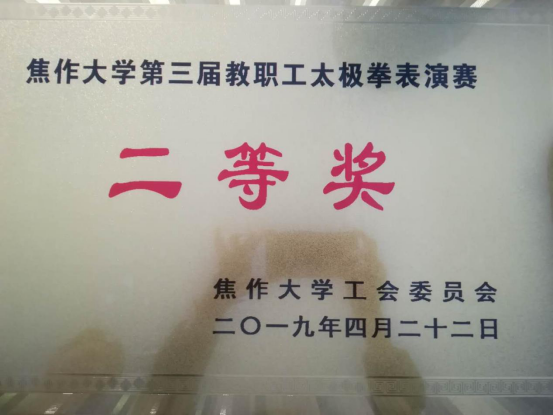 焦作大学第三届教职工太极拳表演赛
二等奖
焦作大学工会委员会
二〇一九年四月二十二日